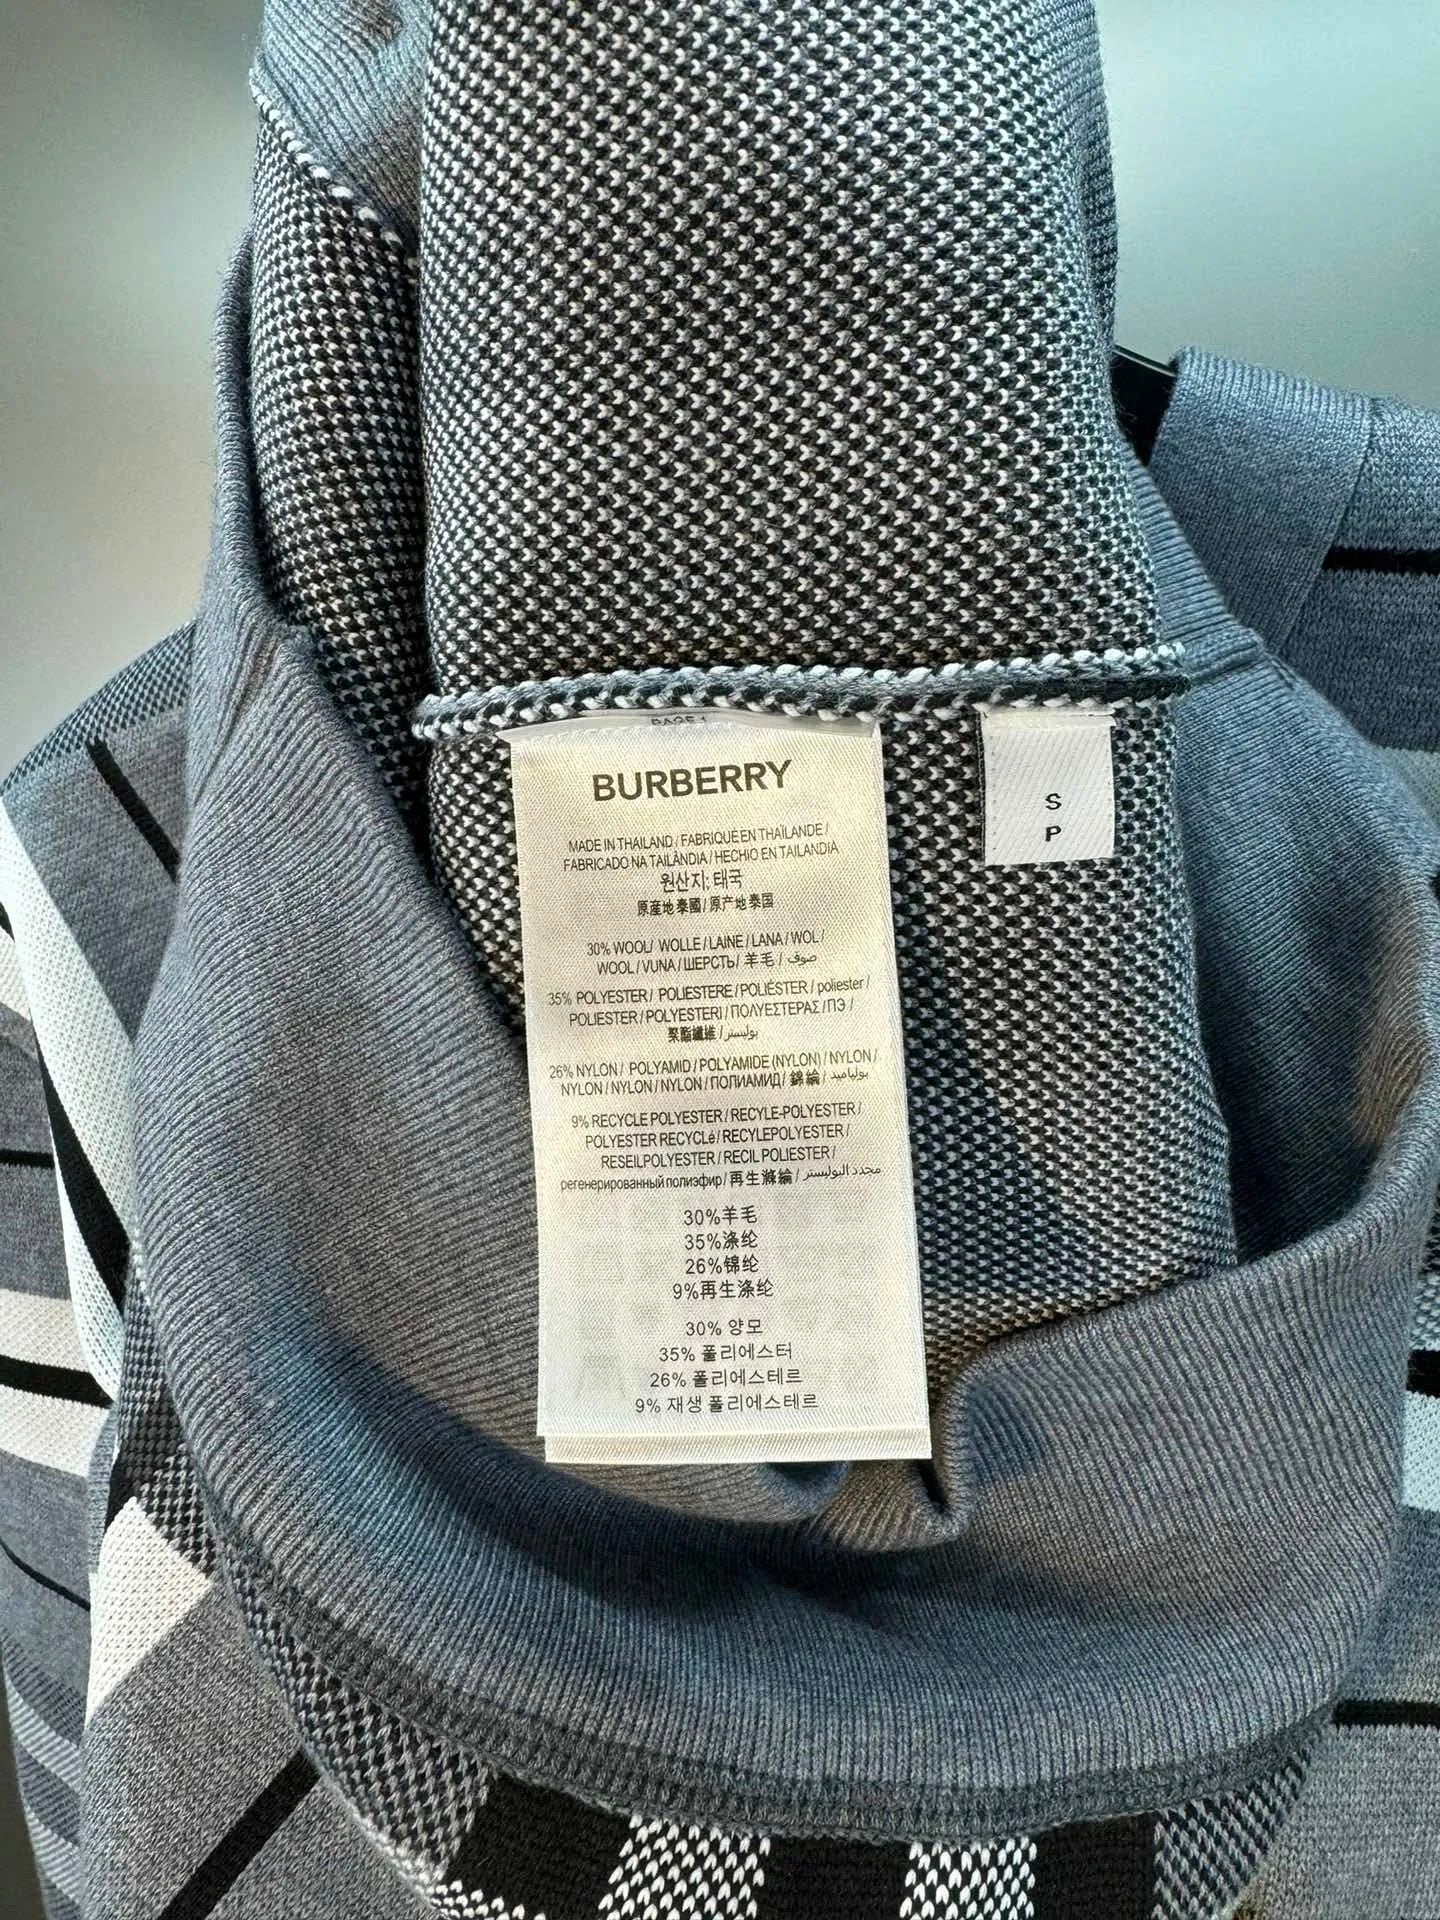 PAGE 1
BURBERRY
MADE IN THAILAND / FABRIQUE EN THAÏLANDE /
FABRICADO NA TAILÀNDIA / HECHIO EN TAILANDIA
원산지: 태국
原産地泰國 / 原产地泰国
30% WOOL/ WOLLE / LAINE / LANA / WOL /
WOOL / VUNA / ШЕРСТЬ / 羊毛 / صوف
35% POLYESTER / POLIESTERE / POLIÉSTER / poliester /
POLIESTER / POLYESTERI / ΠΟΛΥΕΣΤΕΡΑΣ / ПЭ /
聚酯纖維 / بوليستر
26% NYLON / POLYAMID / POLYAMIDE (NYLON) / NYLON /
NYLON / NYLON / NYLON / ПОЛИАМИД / 錦綸 / بولياميد
9% RECYCLE POLYESTER / RECYLE-POLYESTER /
POLYESTER RECYCLé / RECYLEPOLYESTER /
RESEILPOLYESTER / RECIL POLIESTER /
регенерированный полиэфир / 再生滌綸 / مجدد البوليستر
30%羊毛
35%涤纶
26%锦纶
9%再生涤纶
30% 양모
35% 폴리에스터
26% 폴리에스테르
9% 재생 폴리에스테르
S
P